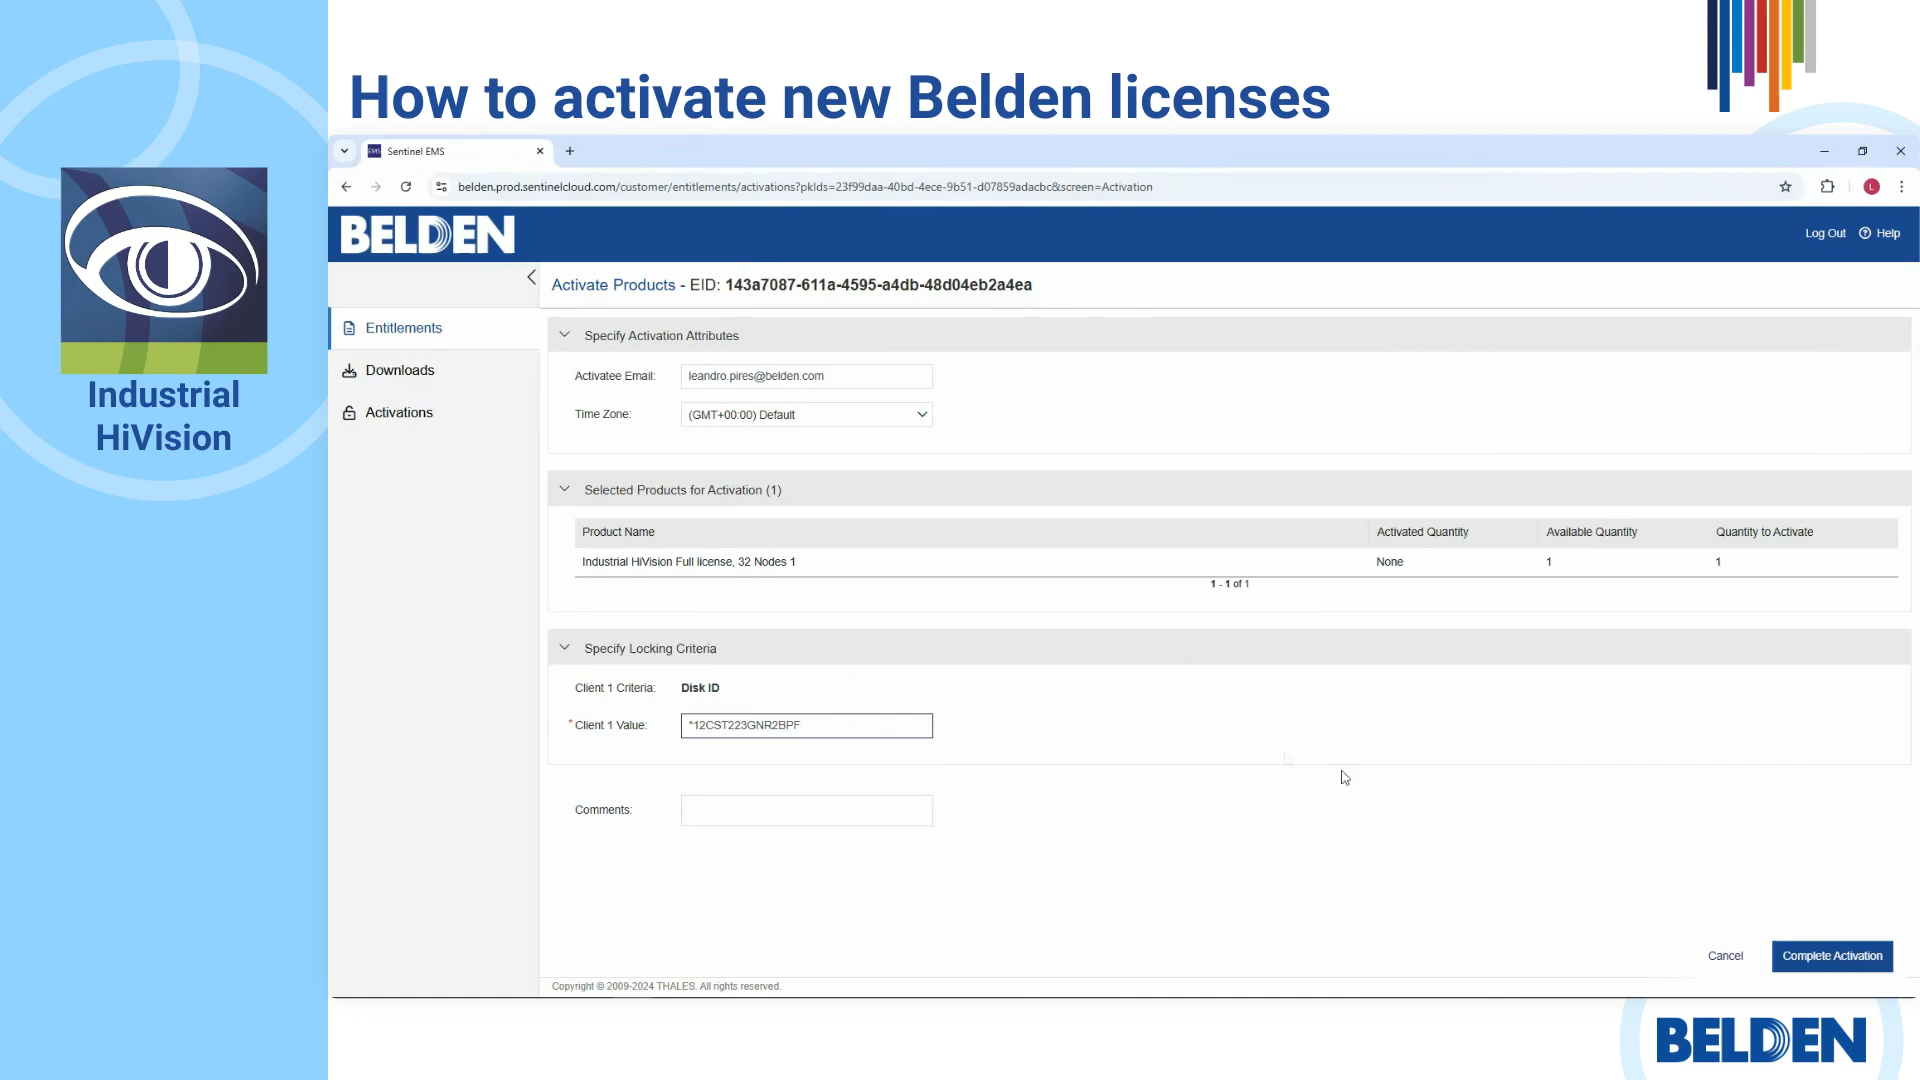 How to activate new Belden licenses
Industrial
HiVision
EMS
Sentinel EMS
belden.prod.sentinelcloud.com/customer/entitlements/activations?pkIds=23f99daa-40bd-4ece-9b51-d07859adacbc&screen=Activation
L
BELDEN
Log Out
? Help
Activate Products - EID: 143a7087-611a-4595-a4db-48d04eb2a4ea
Entitlements
Downloads
Activations
Specify Activation Attributes
Activatee Email: leandro.pires@belden.com
Time Zone: (GMT+00:00) Default
Selected Products for Activation (1)
Product Name Activated Quantity Available Quantity Quantity to Activate
Industrial HiVision Full license, 32 Nodes 1 None 1 1
1 - 1 of 1
Specify Locking Criteria
Client 1 Criteria: Disk ID
* Client 1 Value: *12CST223GNR2BPF
Comments:
Cancel Complete Activation
Copyright © 2009-2024 THALES. All rights reserved.
BELDEN